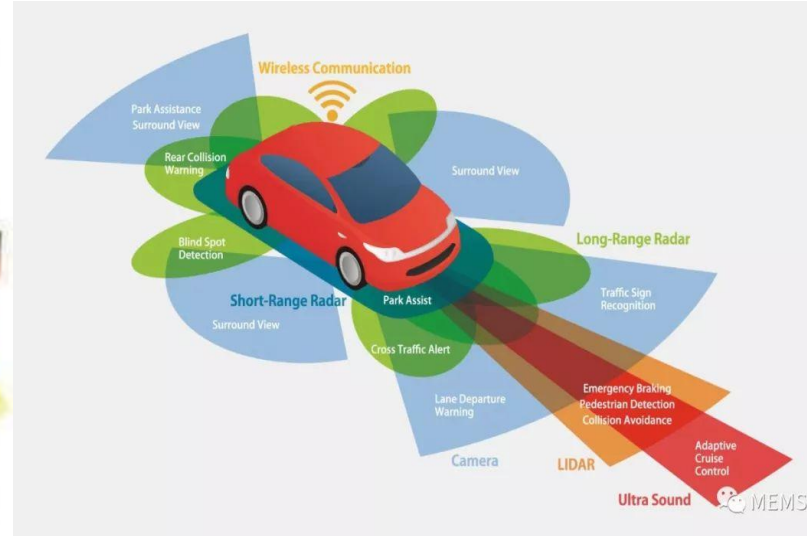 Wireless Communication
Park Assistance
Surround View
Rear Collision
Warning
Surround View
Blind Spot
Detection
Long-Range Radar
Short-Range Radar
Park Assist
Traffic Sign
Recognition
Surround View
Cross Traffic Alert
Emergency Braking
Pedestrian Detection
Collision Avoidance
Lane Departure
Warning
Adaptive
Cruise
Control
Camera
LIDAR
Ultra Sound
MEMS